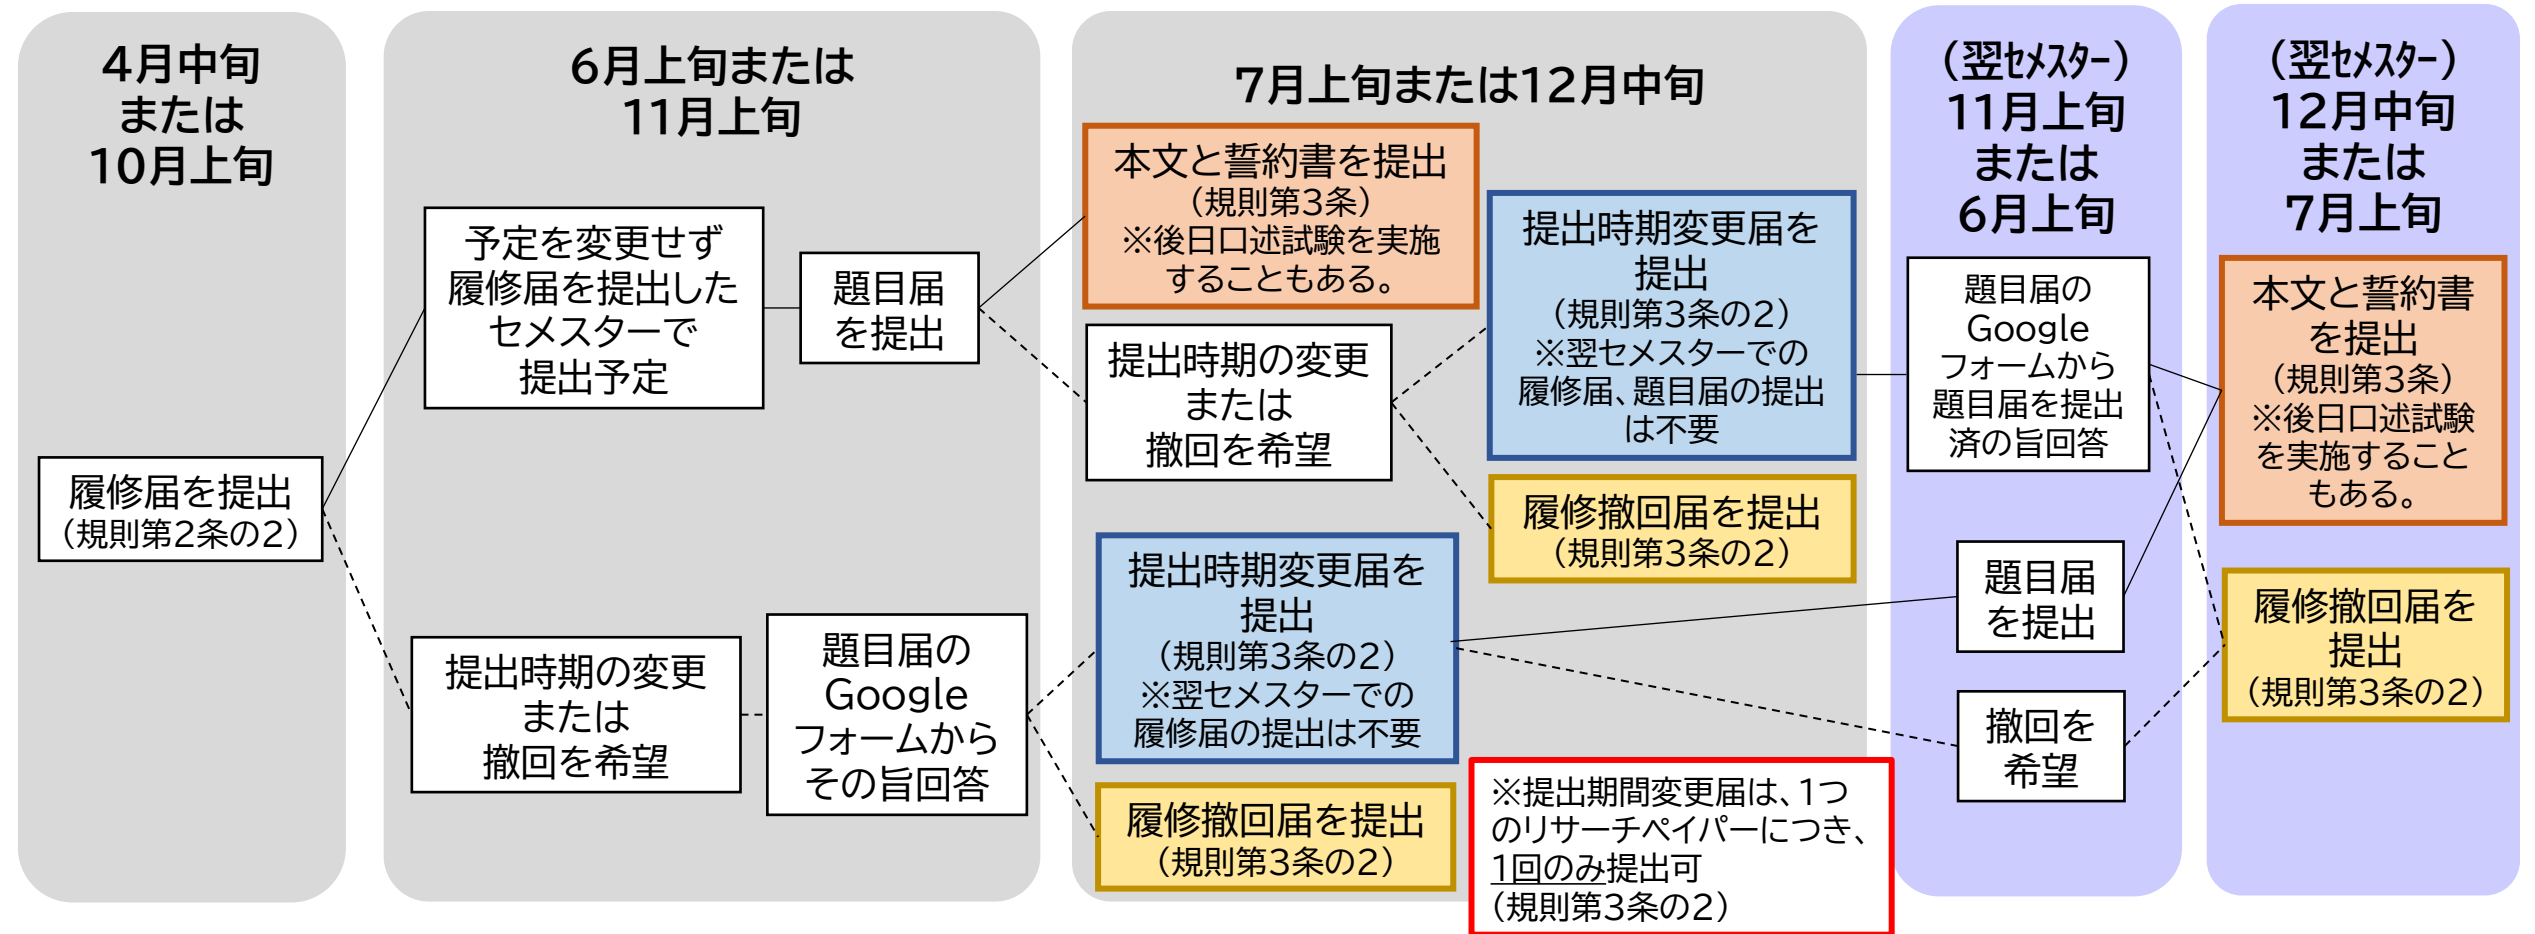 4月中旬
または
10月上旬
履修届を提出
（規則第2条の2）
6月上旬または
11月上旬
予定を変更せず
履修届を提出した
セメスターで
提出予定
題目届
を提出
提出時期の変更
または
撤回を希望
題目届の
Google
フォームから
その旨回答
7月上旬または12月中旬
本文と誓約書を提出
（規則第3条）
※後日口述試験を実施
することもある。
提出時期の変更
または
撤回を希望
提出時期変更届を
提出
（規則第3条の2）
※翌セメスターでの
履修届、題目届の提出
は不要
履修撤回届を提出
（規則第3条の2）
提出時期変更届を
提出
（規則第3条の2）
※翌セメスターでの
履修届の提出は不要
履修撤回届を提出
（規則第3条の2）
※提出期間変更届は、1つ
のリサーチペイパーにつき、
1回のみ提出可
（規則第3条の2）
（翌ｾﾒｽﾀｰ）
11月上旬
または
6月上旬
題目届の
Google
フォームから
題目届を提出
済の旨回答
題目届
を提出
撤回を
希望
（翌ｾﾒｽﾀｰ）
12月中旬
または
7月上旬
本文と誓約書
を提出
（規則第3条）
※後日口述試験
を実施すること
もある。
履修撤回届を
提出
（規則第3条の2）